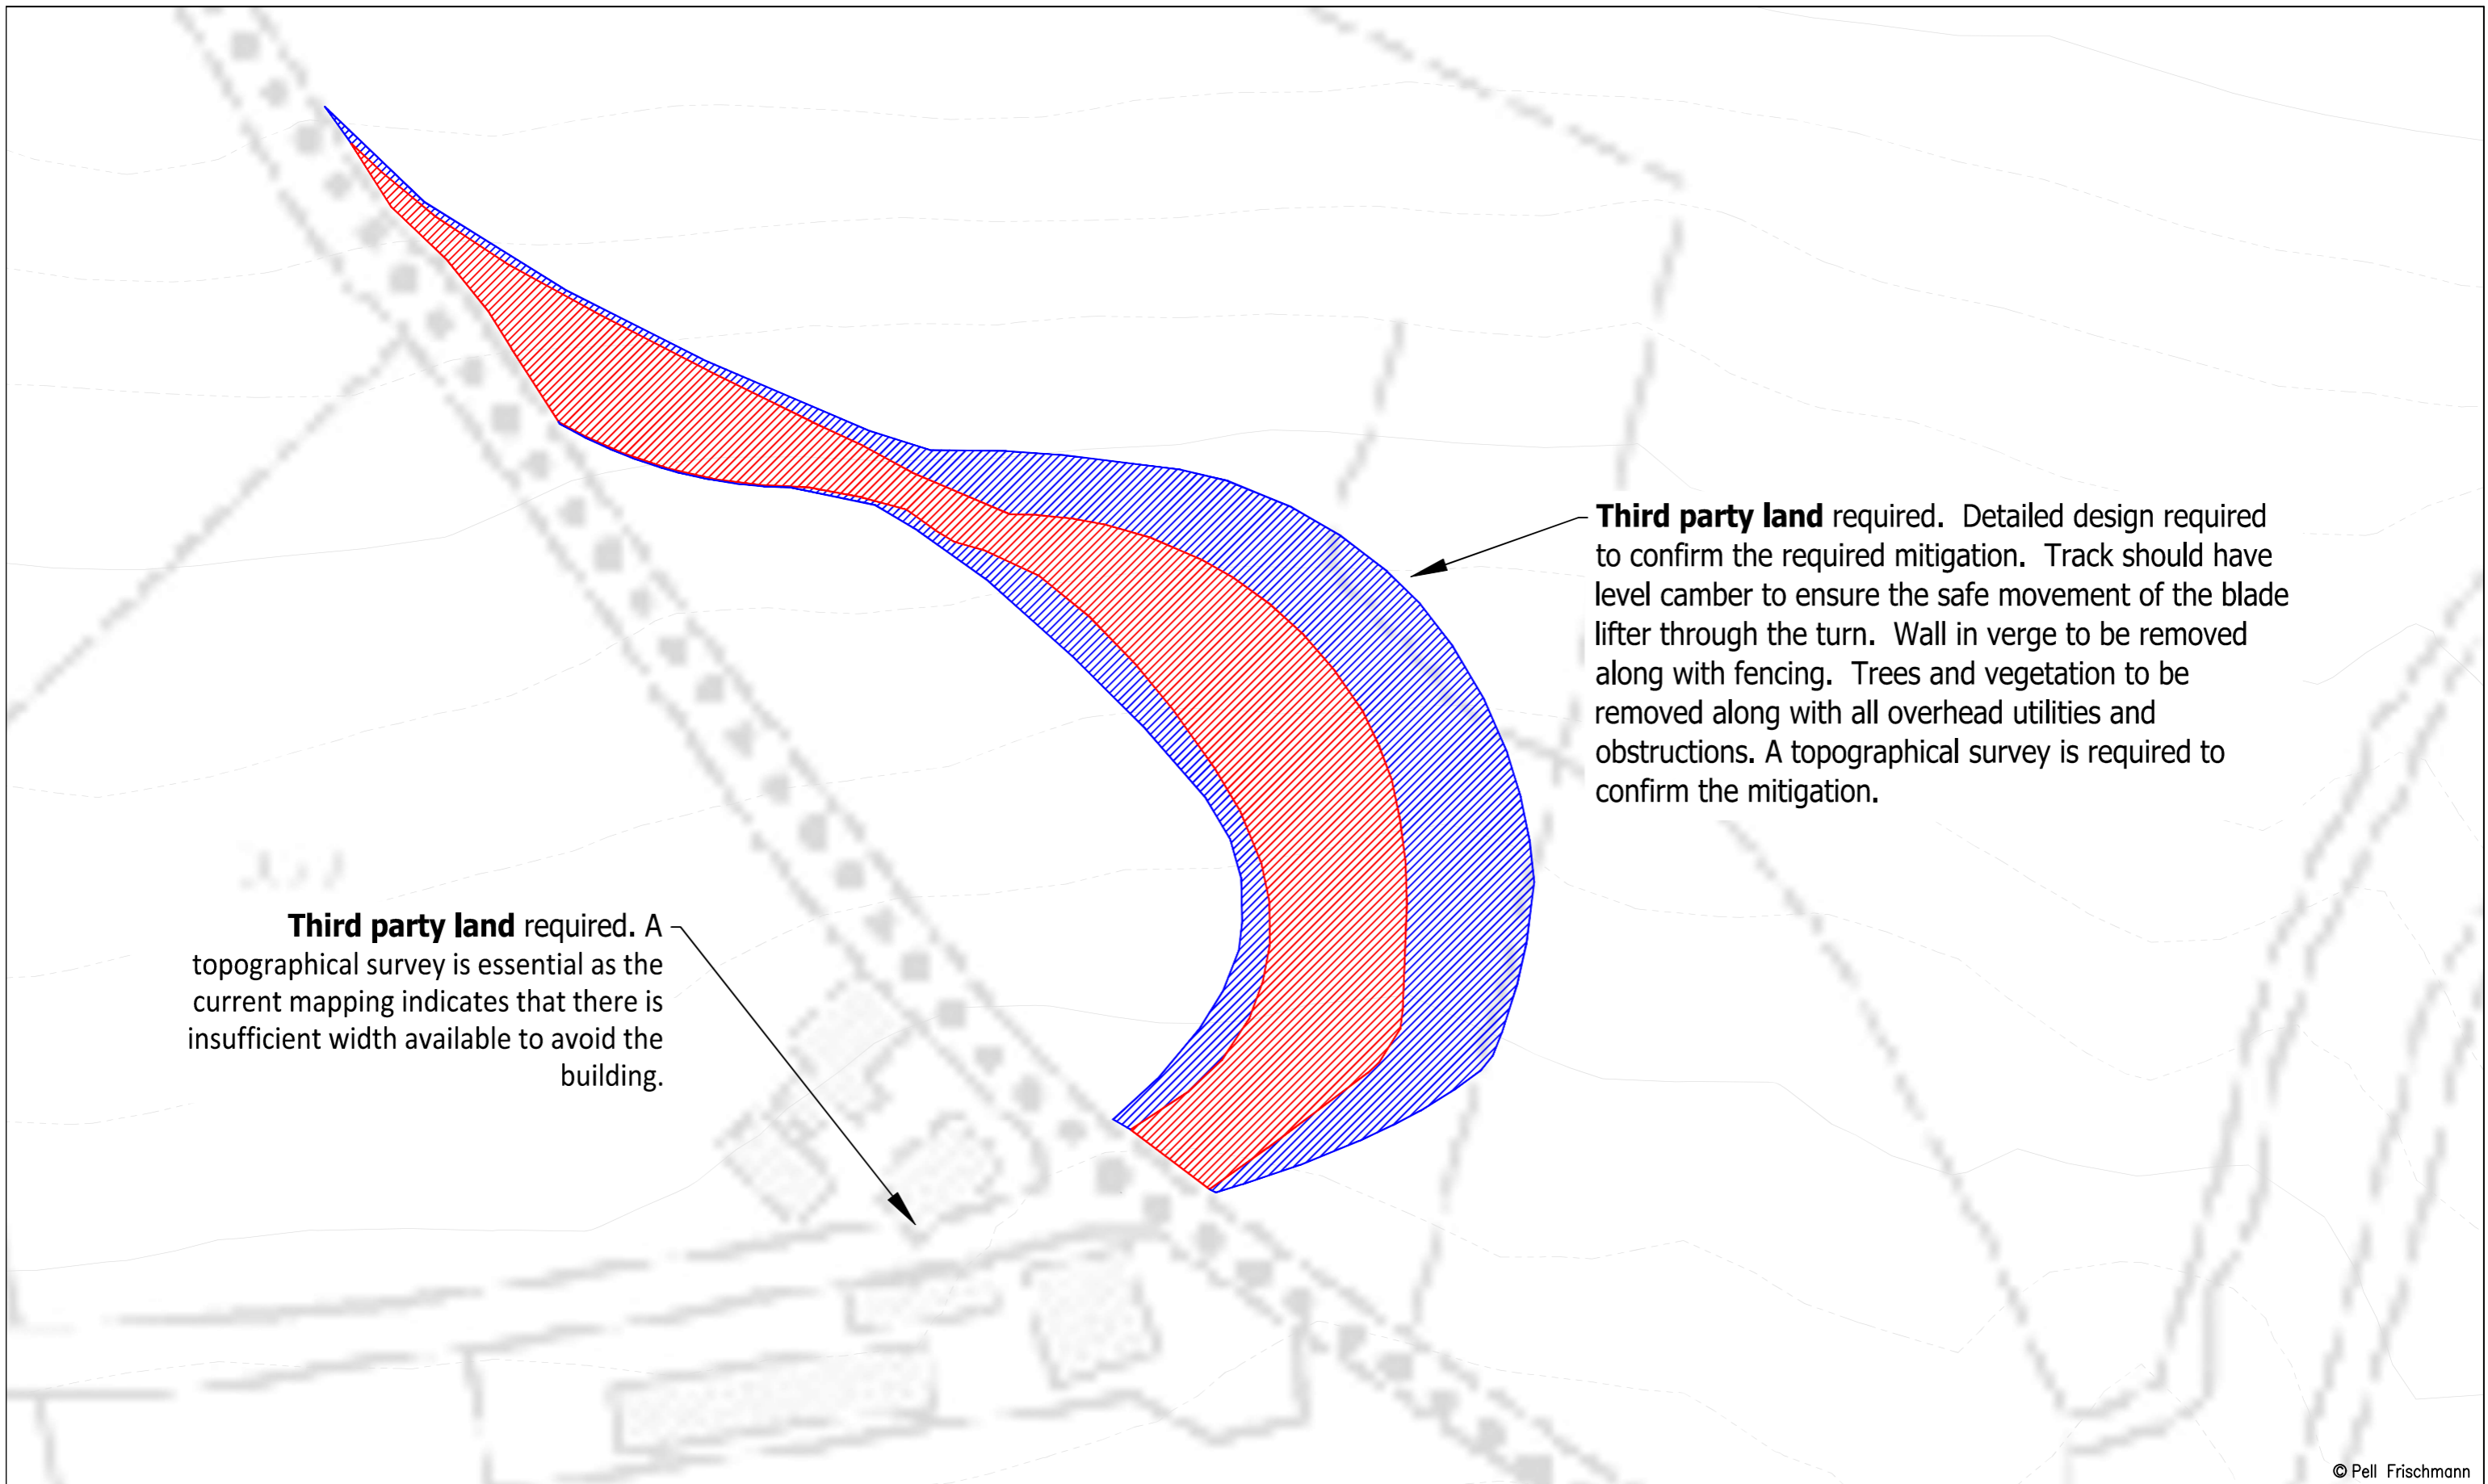 Third party land required. Detailed design required
to confirm the required mitigation. Track should have
level camber to ensure the safe movement of the blade
lifter through the turn. Wall in verge to be removed
along with fencing. Trees and vegetation to be
removed along with all overhead utilities and
obstructions. A topographical survey is required to
confirm the mitigation.
Third party land required. A
topographical survey is essential as the
current mapping indicates that there is
insufficient width available to avoid the
building.
© Pell Frischmann